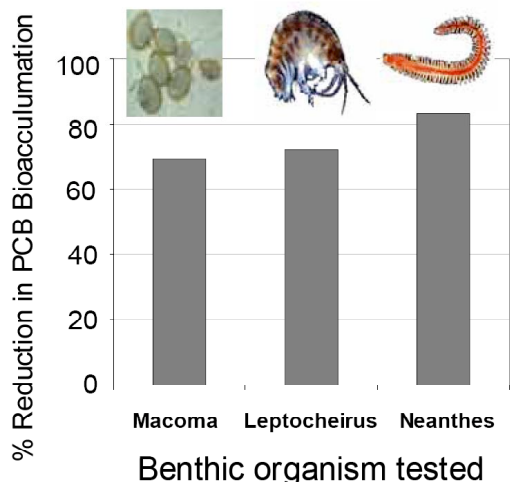 % Reduction in PCB Bioacculumation
100
80
60
40
20
0
Macoma Leptocheirus Neanthes
Benthic organism tested